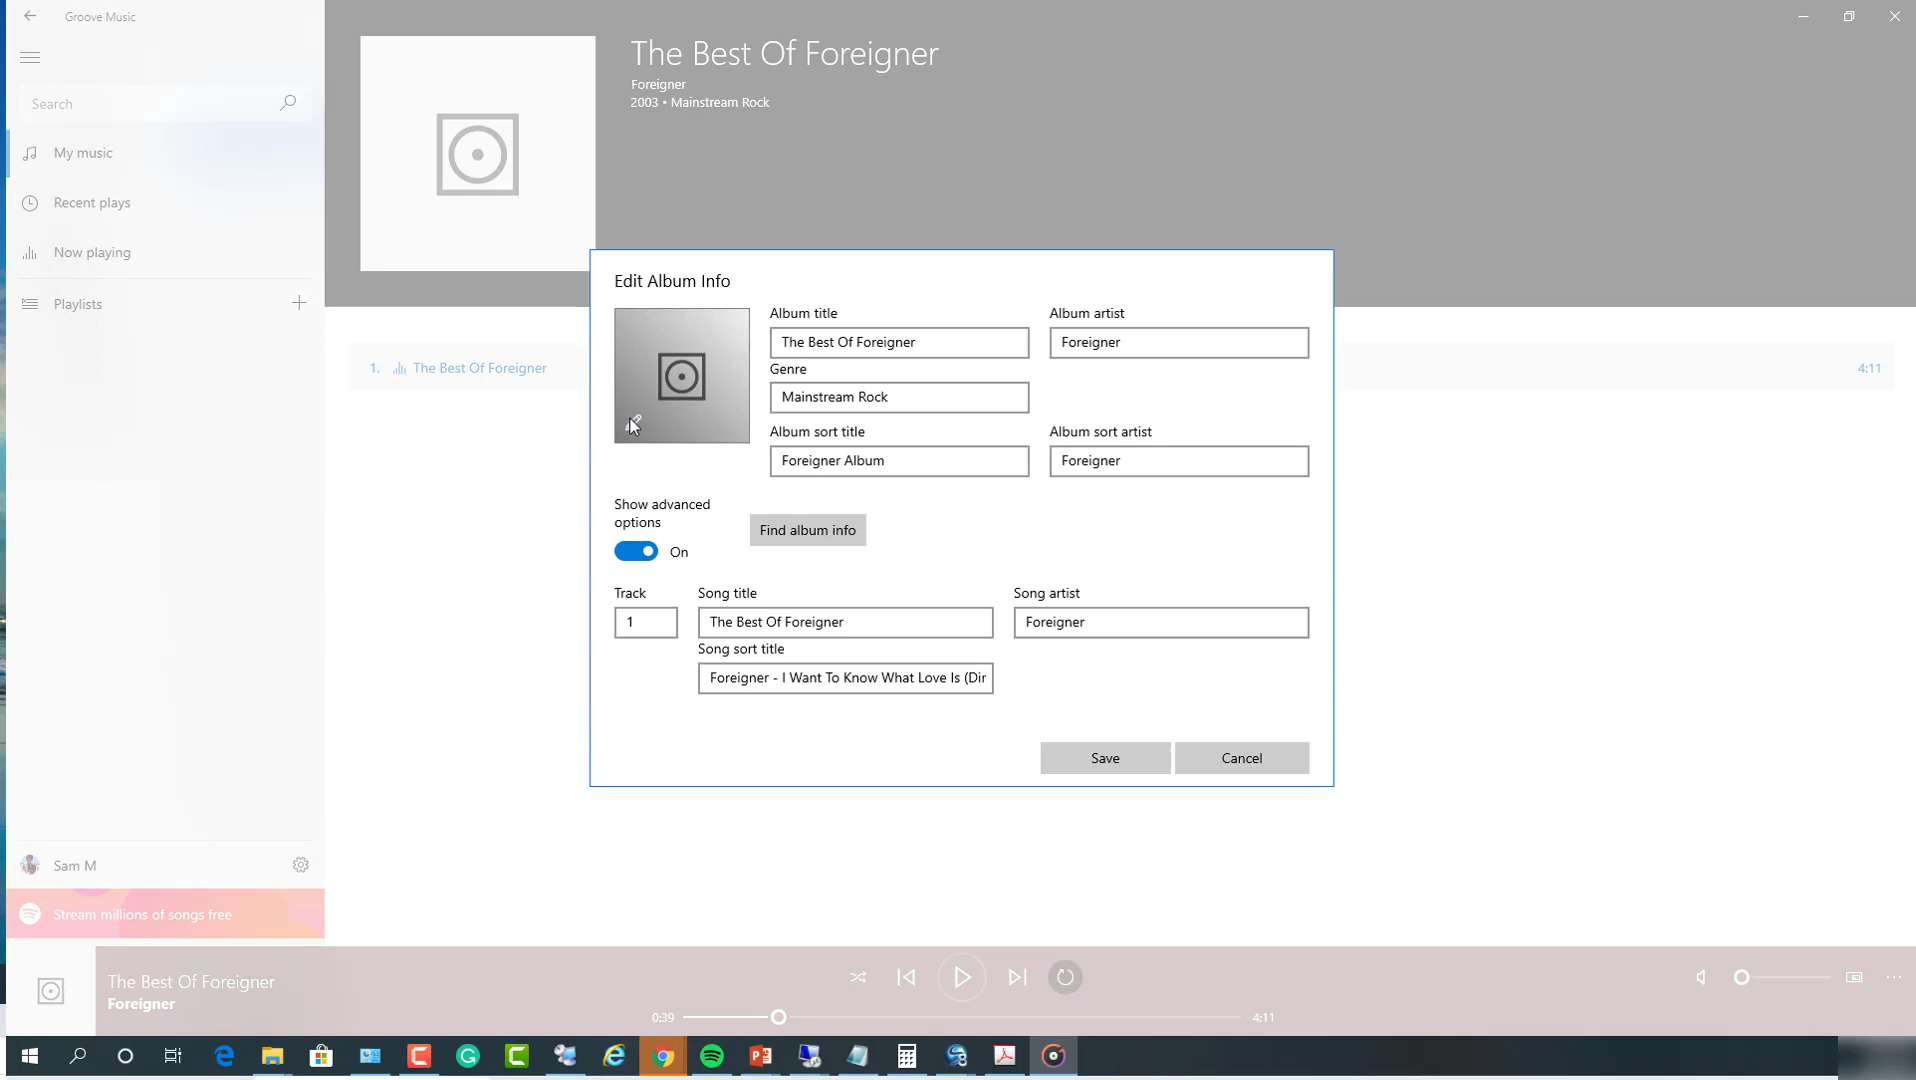 Groove Music
Search
My music
Recent plays
Now playing
Playlists
Sam M
Stream millions of songs free
The Best Of Foreigner
Foreigner
2003 • Mainstream Rock
1. The Best Of Foreigner 4:11
Edit Album Info
Album title
The Best Of Foreigner
Album artist
Foreigner
Genre
Mainstream Rock
Album sort title
Foreigner Album
Album sort artist
Foreigner
Show advanced
options
On
Find album info
Track
1
Song title
The Best Of Foreigner
Song artist
Foreigner
Song sort title
Foreigner - I Want To Know What Love Is (Dir
Save
Cancel
The Best Of Foreigner
Foreigner
0:39
4:11